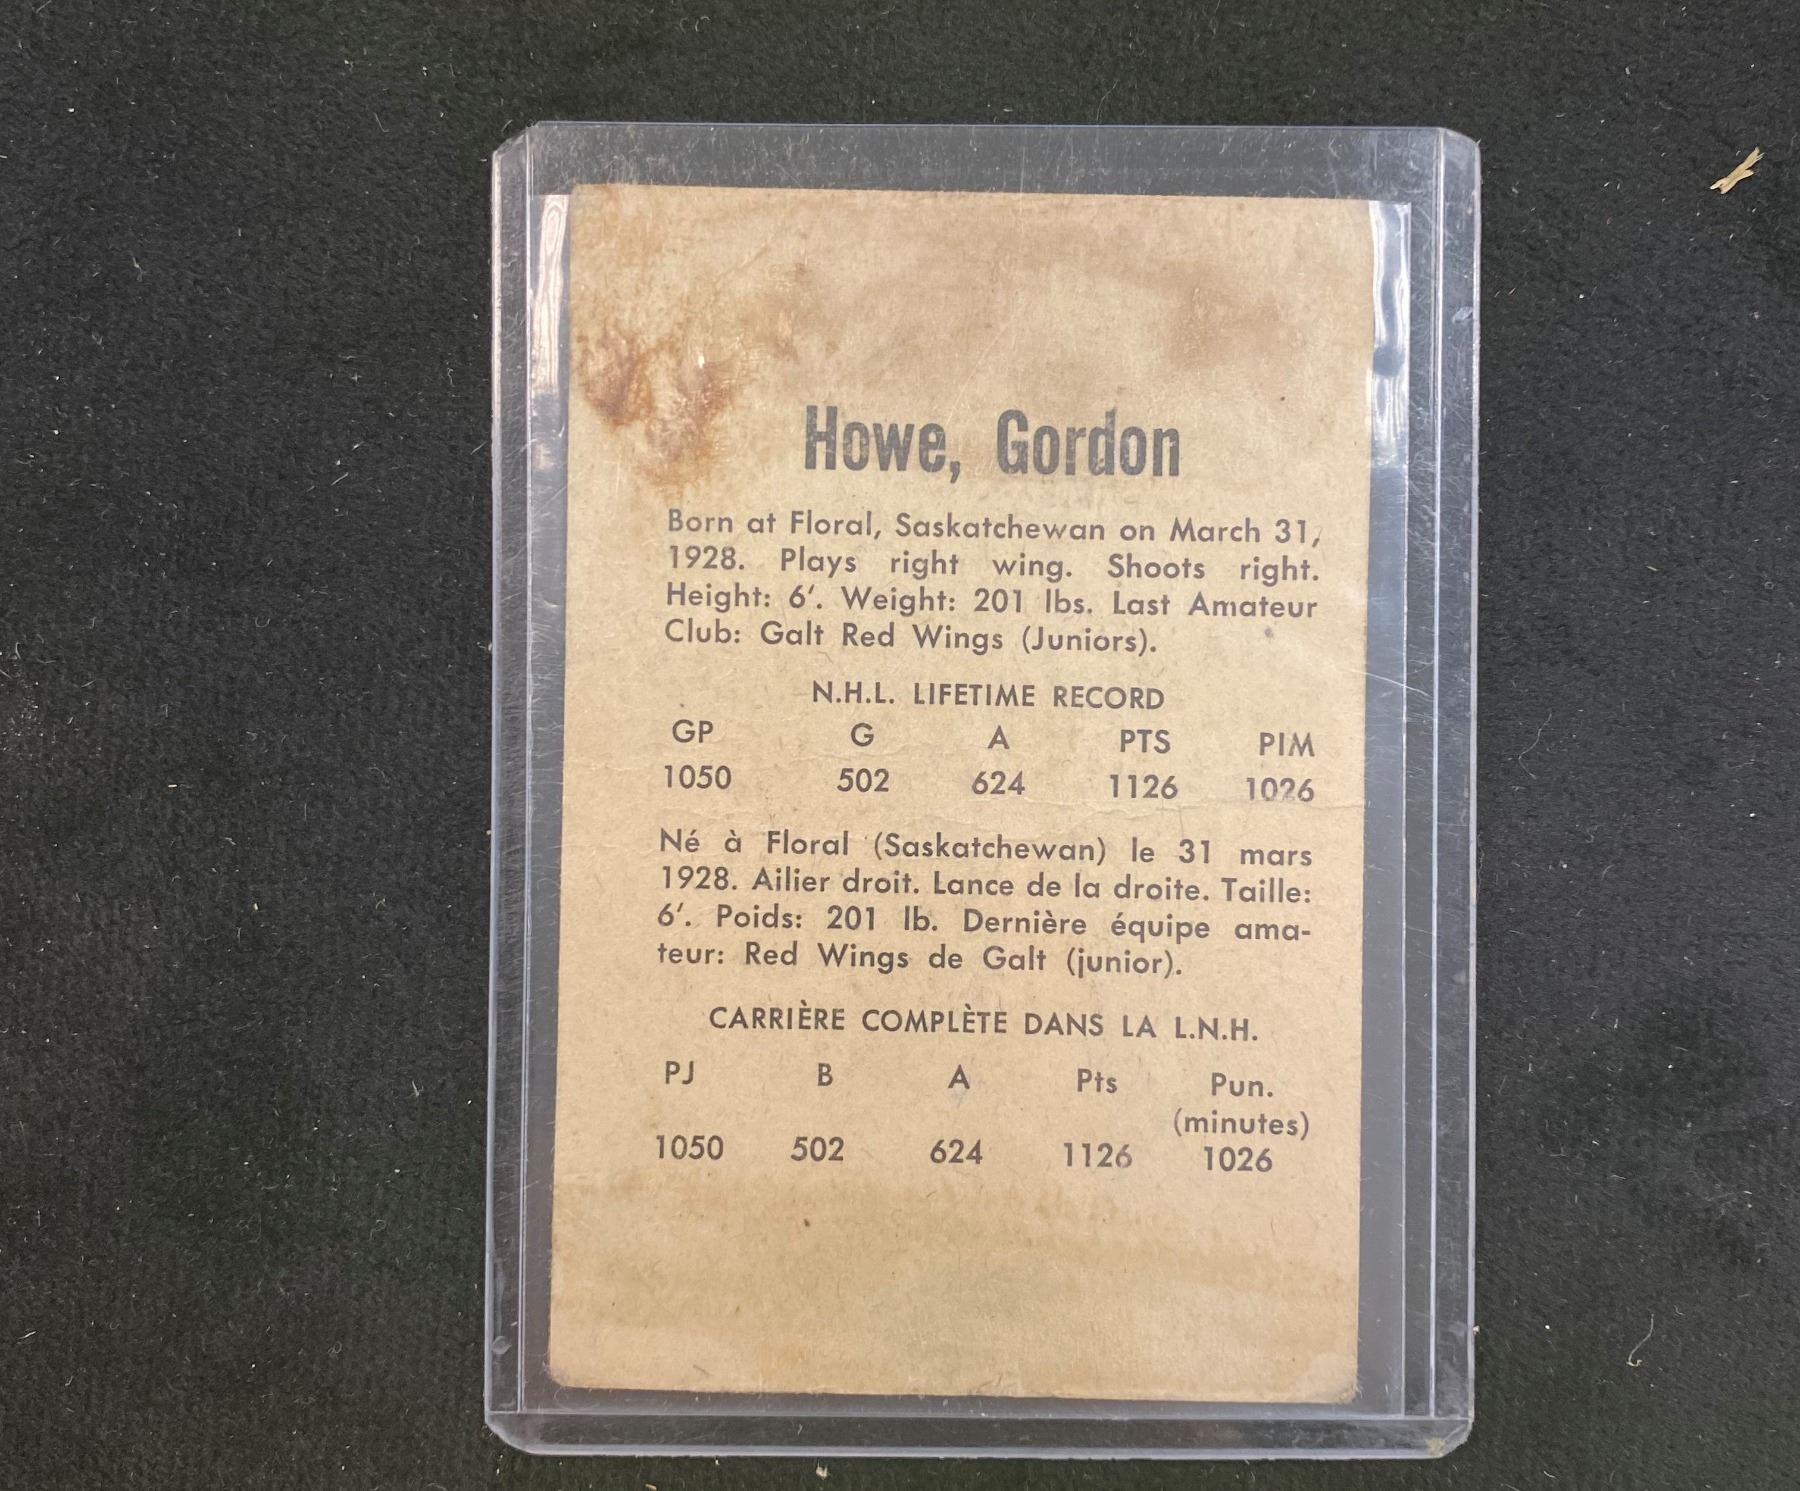 Howe, Gordon
Born at Floral, Saskatchewan on March 31,
1928. Plays right wing. Shoots right.
Height: 6'. Weight: 201 lbs. Last Amateur
Club: Galt Red Wings (Juniors).
N.H.L. LIFETIME RECORD
GP G A PTS PIM
1050 502 624 1126 1026
Né à Floral (Saskatchewan) le 31 mars
1928. Ailier droit. Lance de la droite. Taille:
6'. Poids: 201 lb. Dernière équipe ama-
teur: Red Wings de Galt (junior).
CARRIÈRE COMPLÈTE DANS LA L.N.H.
PJ B A Pts Pun.
(minutes)
1050 502 624 1126 1026